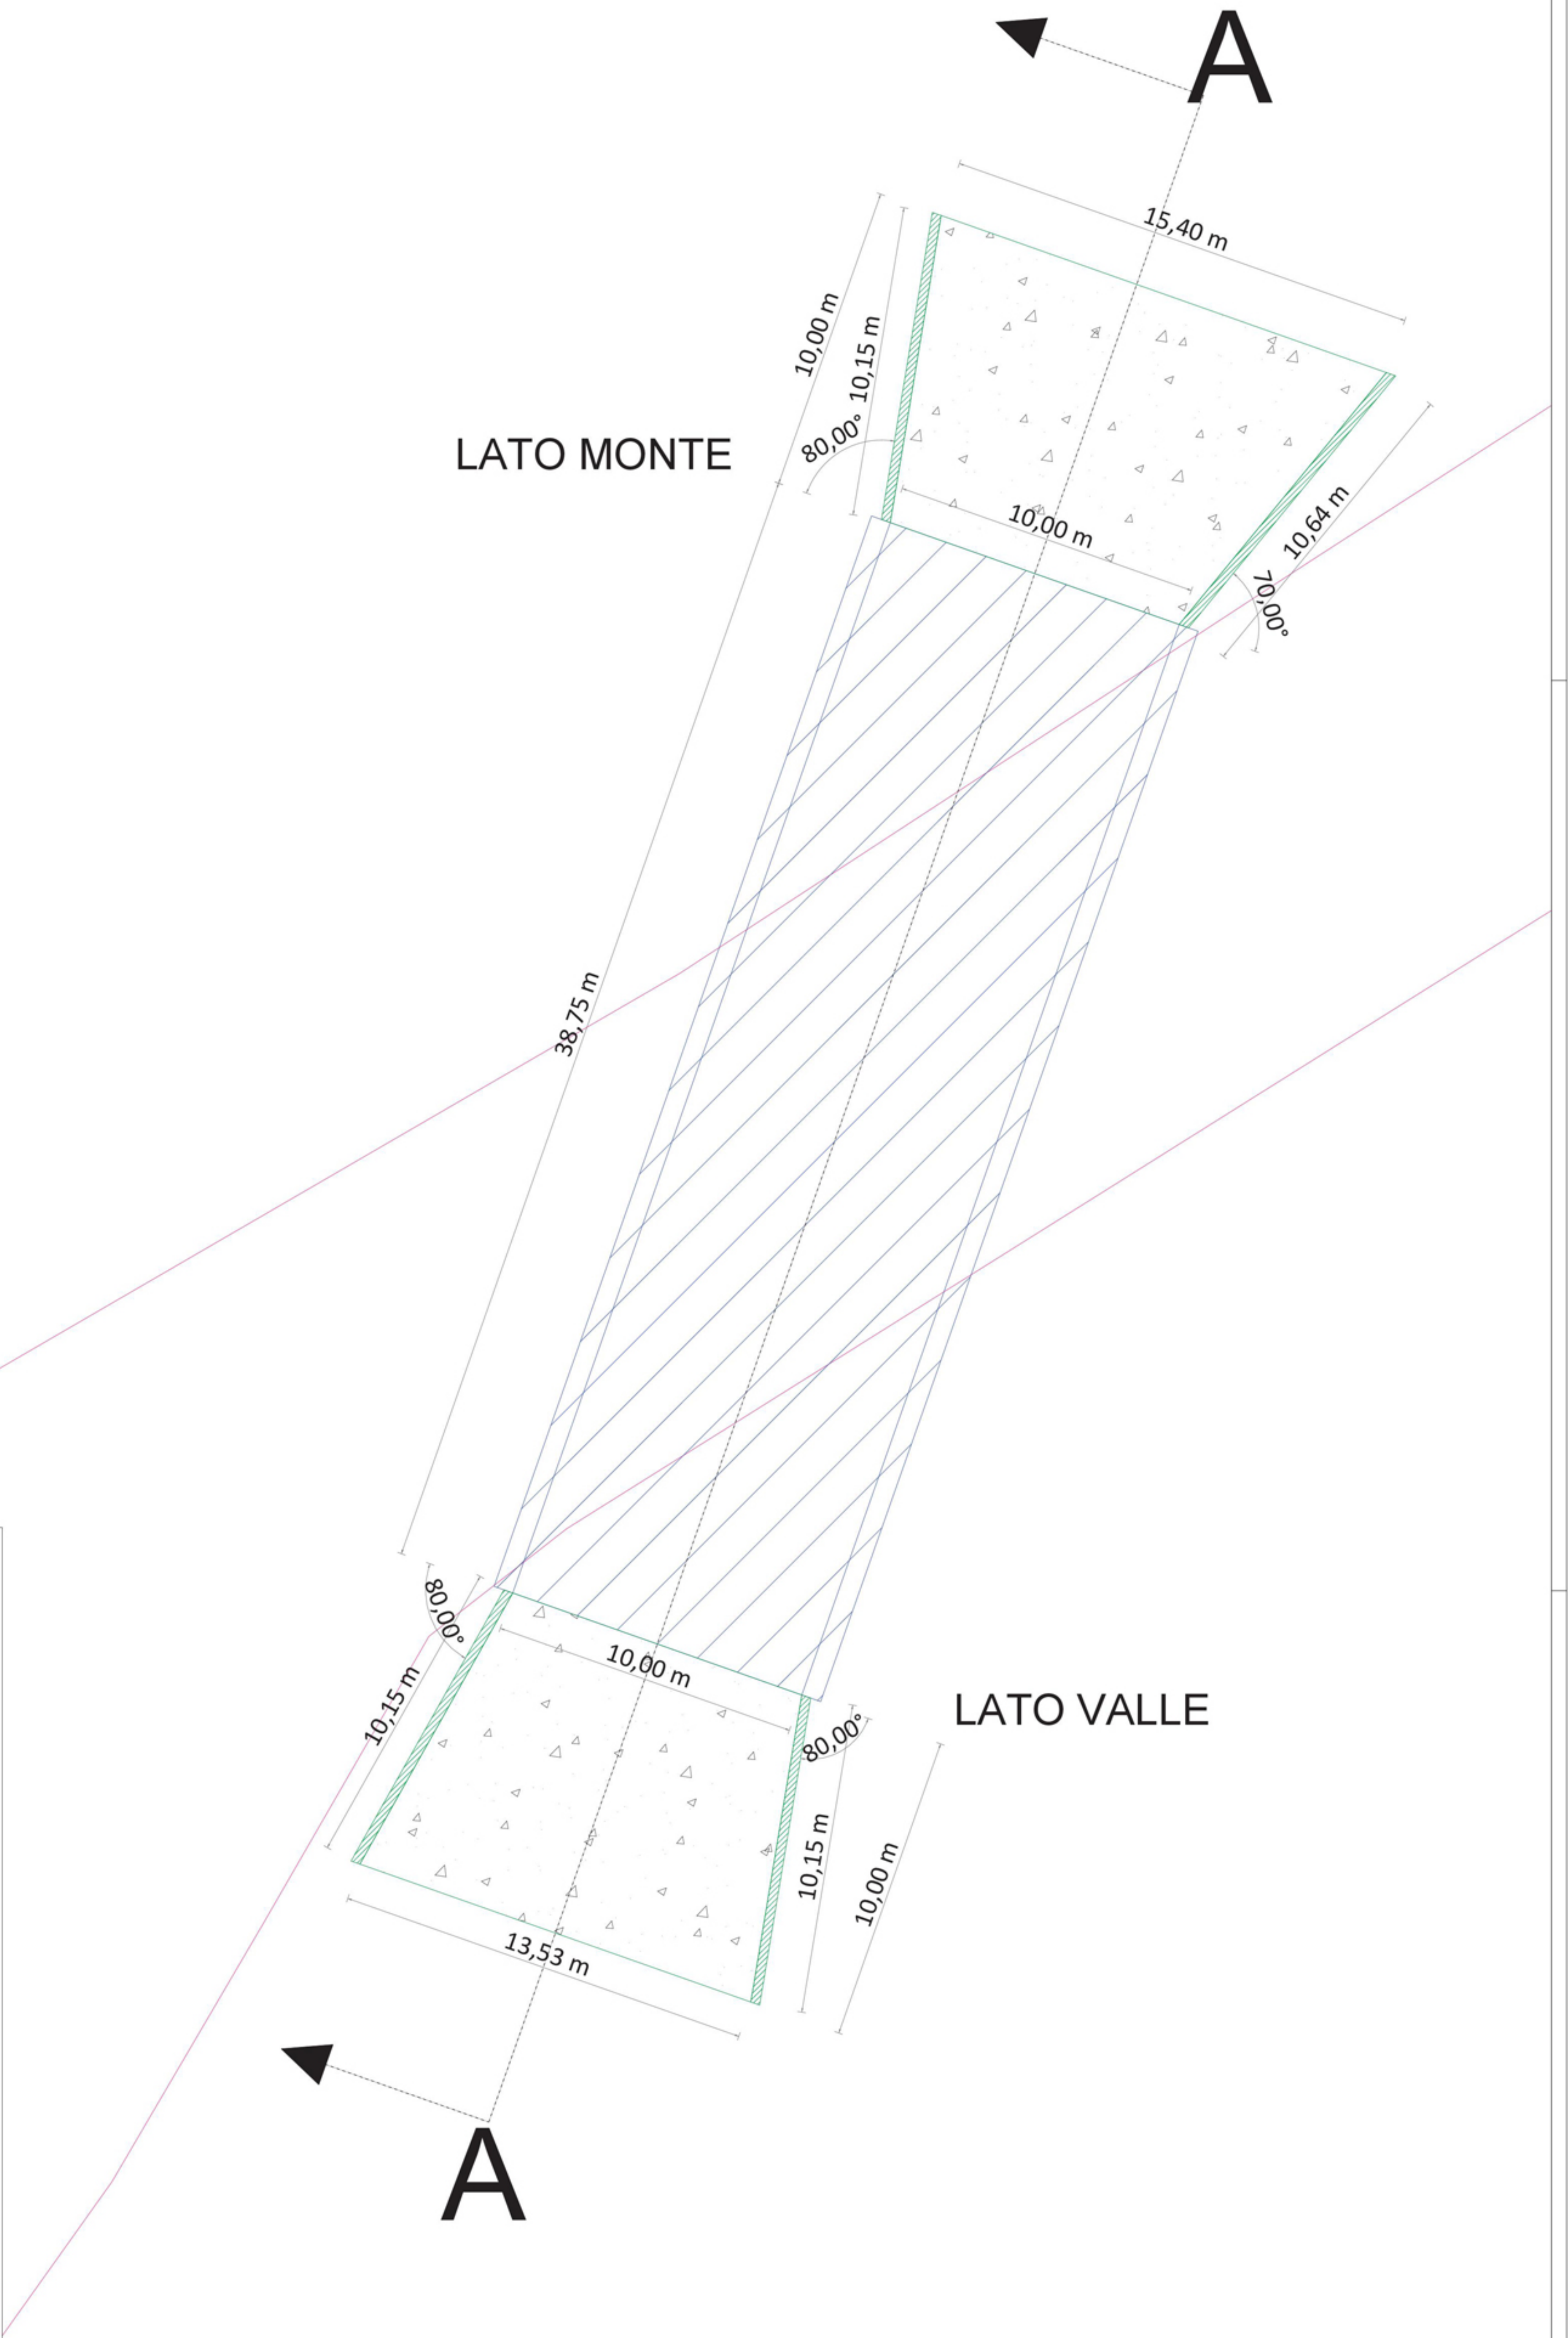 A
15,40 m
10,00 m
10,15 m
80,00°
LATO MONTE
10,00 m
10,64 m
70,00°
38,75 m
80,00°
10,00 m
10,15 m
LATO VALLE
80,00°
10,15 m
10,00 m
13,53 m
A